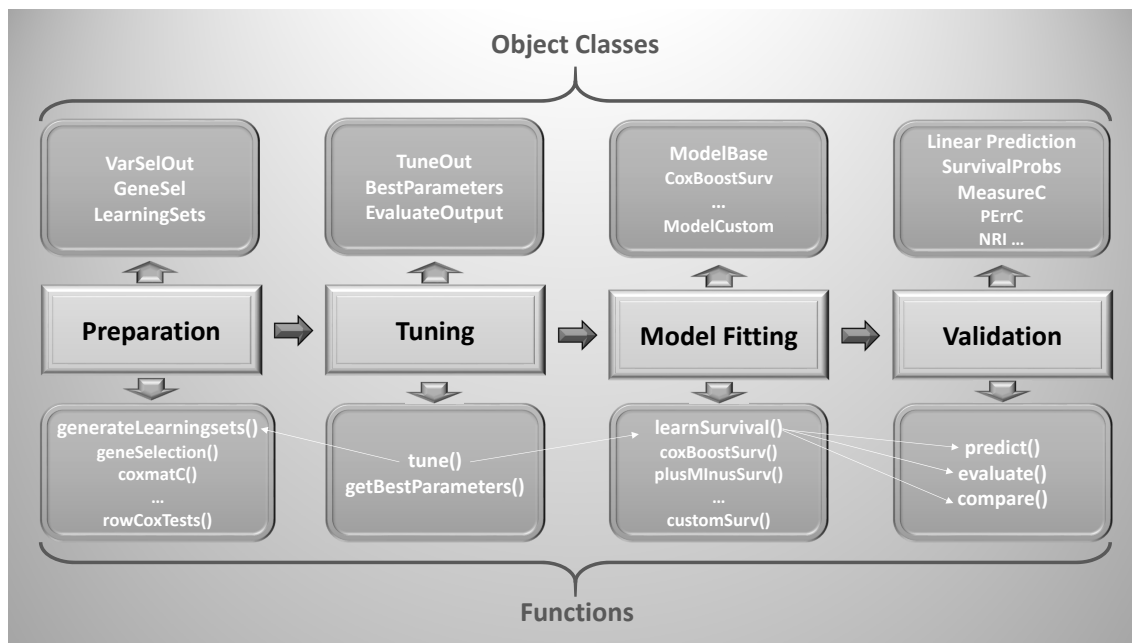 Object Classes
VarSelOut
GeneSel
LearningSets
TuneOut
BestParameters
EvaluateOutput
ModelBase
CoxBoostSurv
...
ModelCustom
Linear Prediction
SurvivalProbs
MeasureC
PErrC
NRI ...
Preparation
Tuning
Model Fitting
Validation
generateLearningsets()
geneSelection()
coxmatC()
...
rowCoxTests()
tune()
getBestParameters()
learnSurvival()
coxBoostSurv()
plusMInusSurv()
...
customSurv()
predict()
evaluate()
compare()
Functions